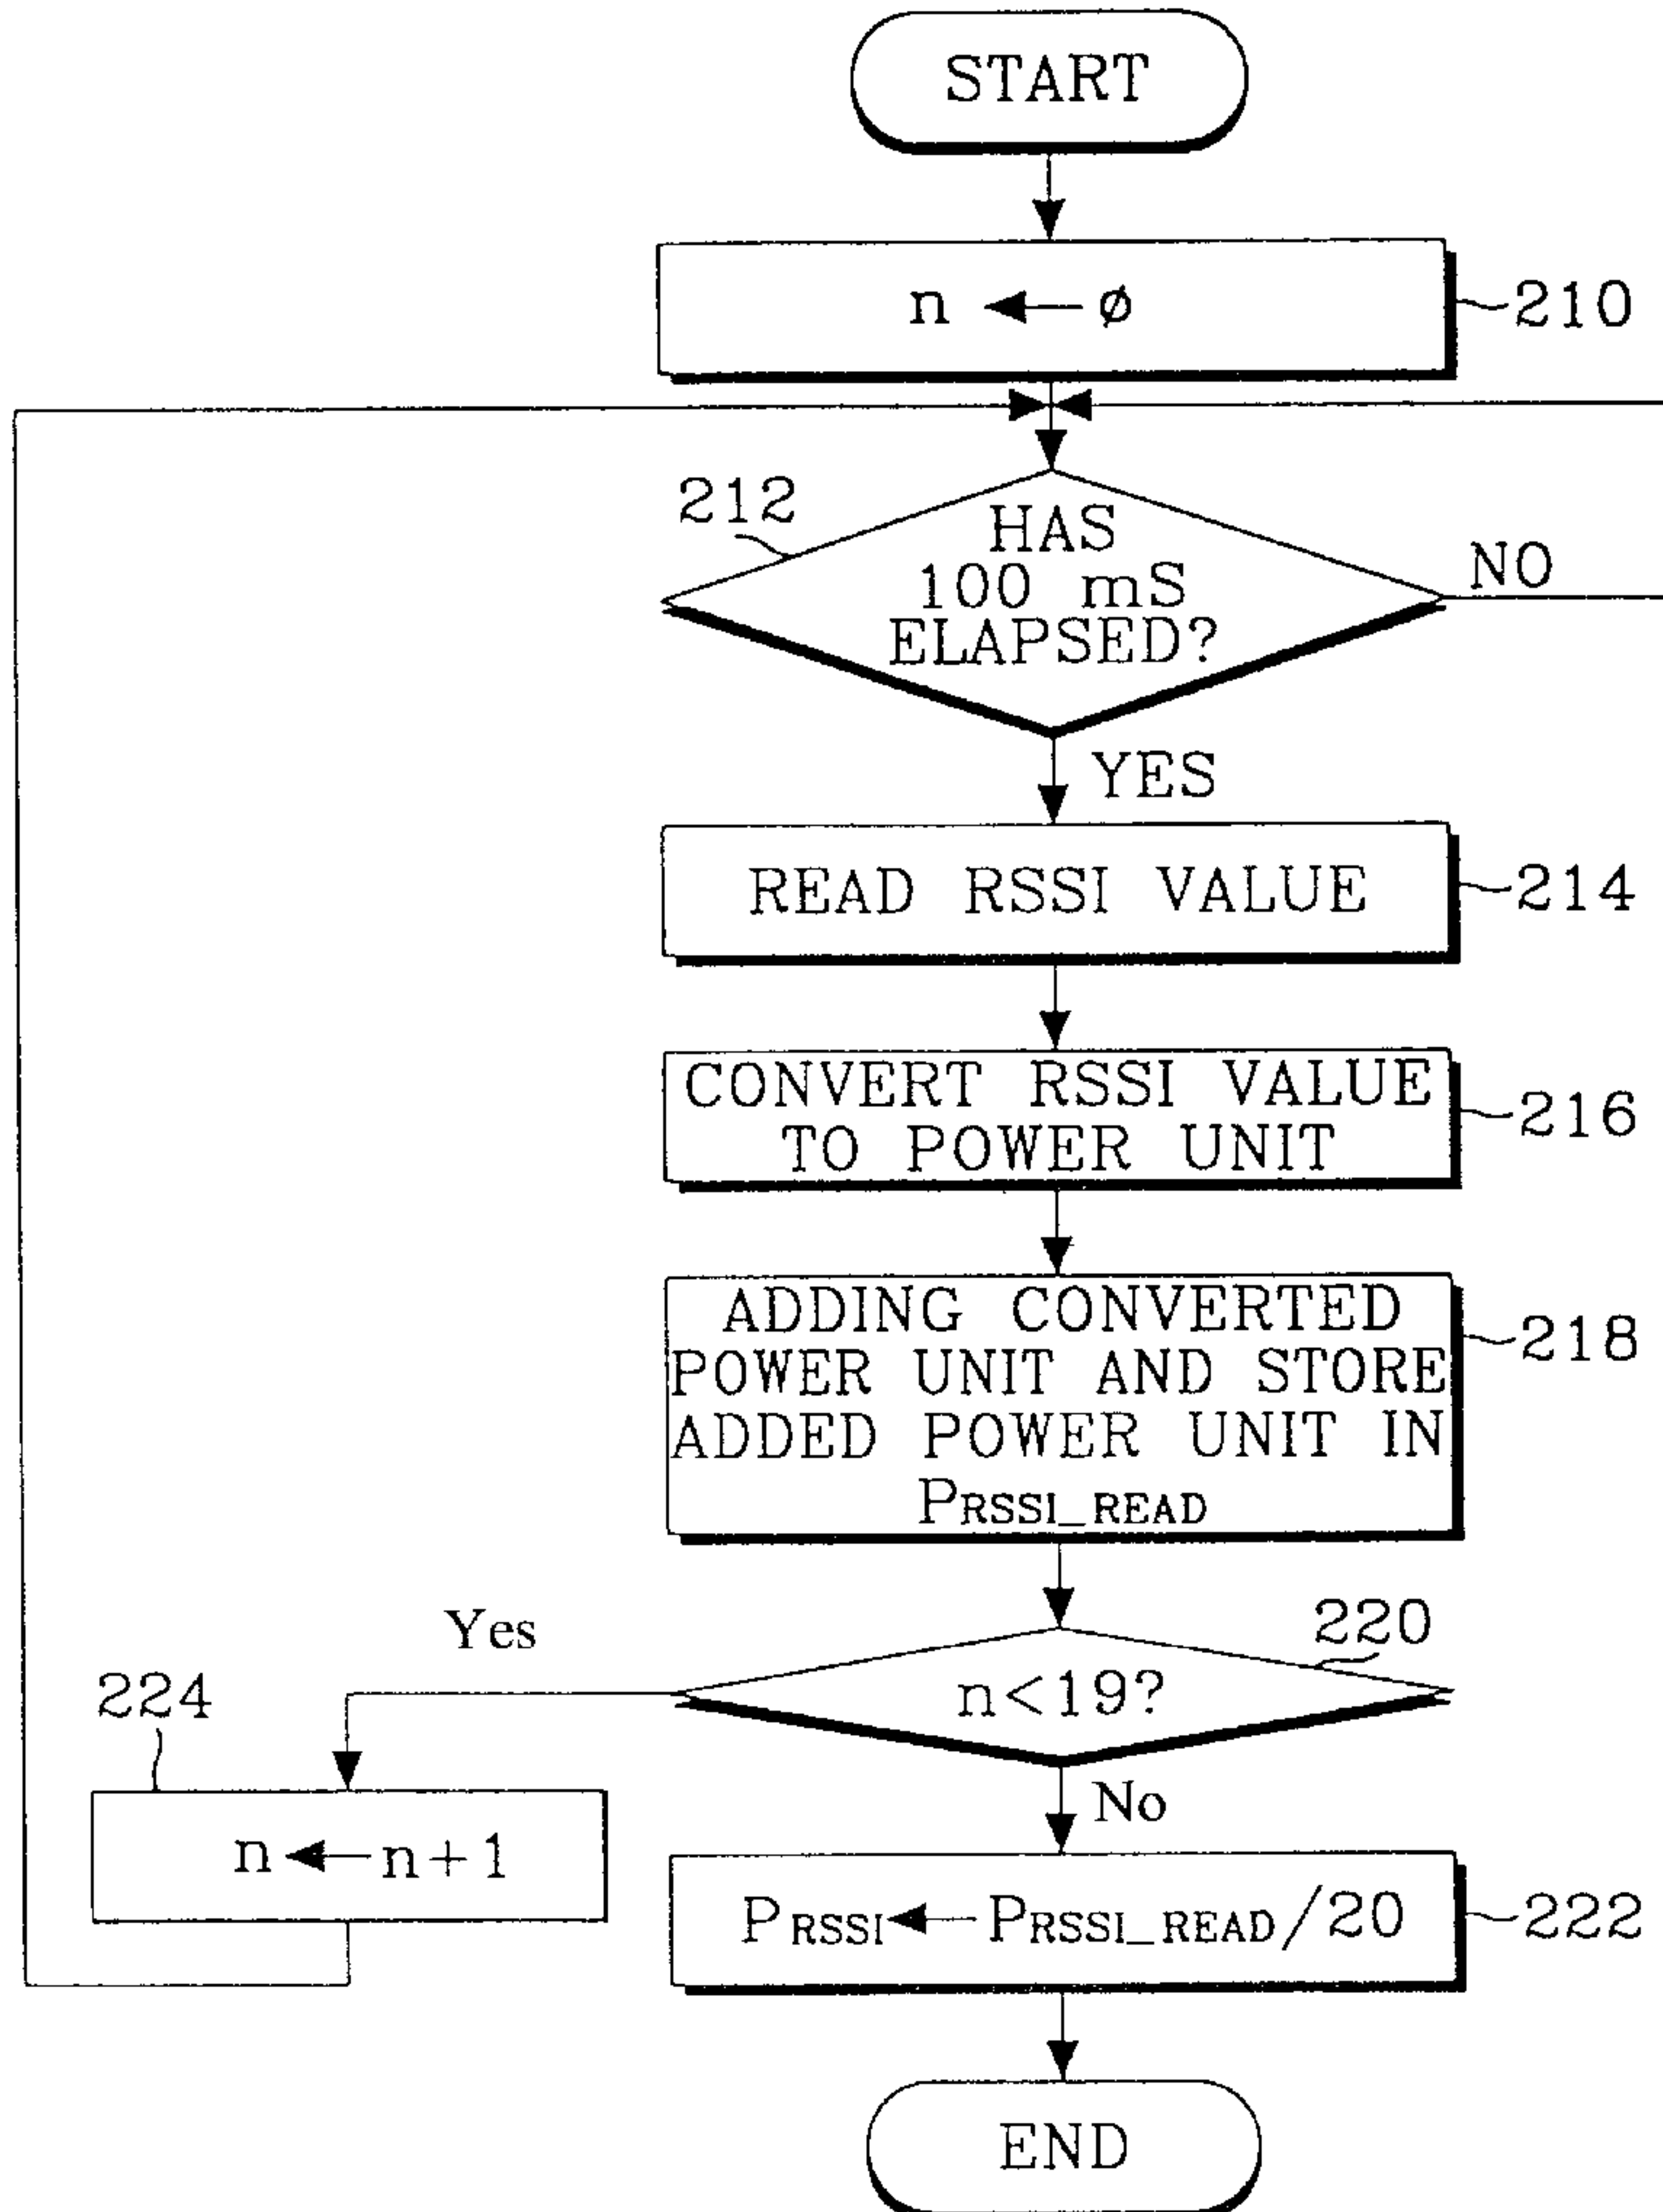 START
n ← ø
210
212
HAS
100 mS
ELAPSED?
NO
YES
READ RSSI VALUE
214
CONVERT RSSI VALUE
TO POWER UNIT
216
ADDING CONVERTED
POWER UNIT AND STORE
ADDED POWER UNIT IN
PRSSI_READ
218
Yes
220
n<19?
224
No
n ← n+1
PRSSI ← PRSSI_READ/20
222
END